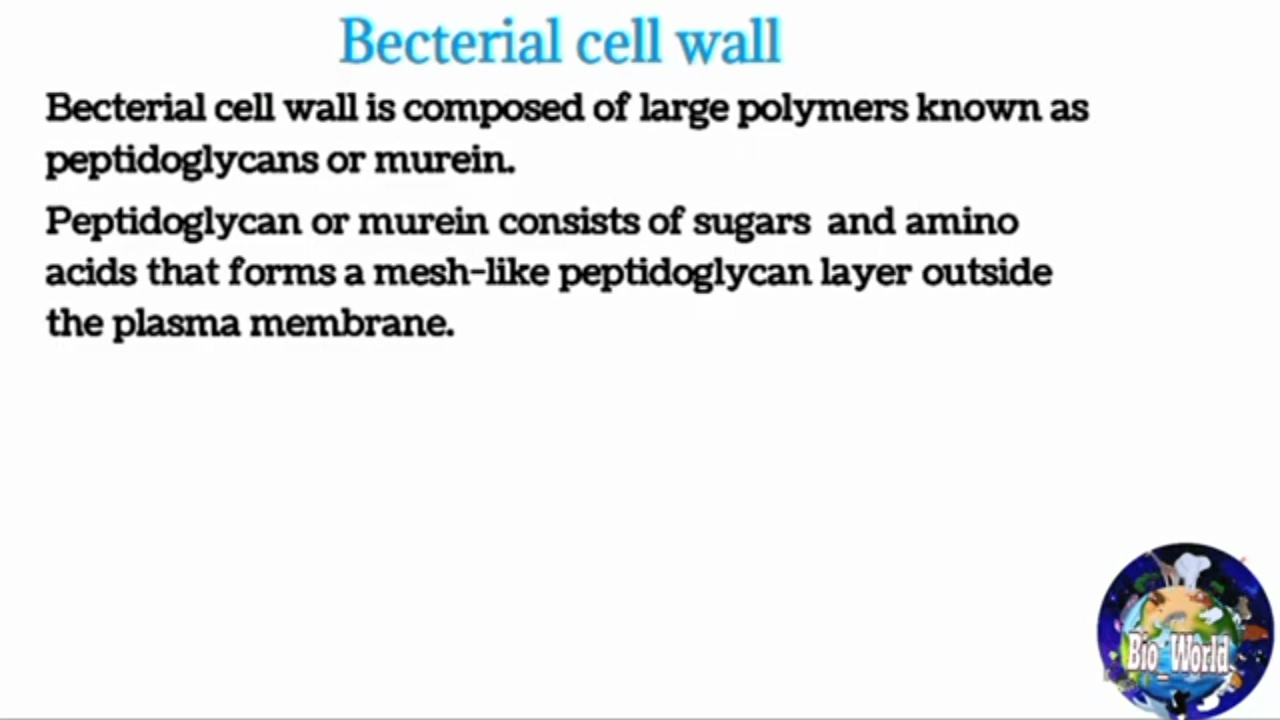 Becterial cell wall
Becterial cell wall is composed of large polymers known as
peptidoglycans or murein.
Peptidoglycan or murein consists of sugars and amino
acids that forms a mesh-like peptidoglycan layer outside
the plasma membrane.
Bio_World